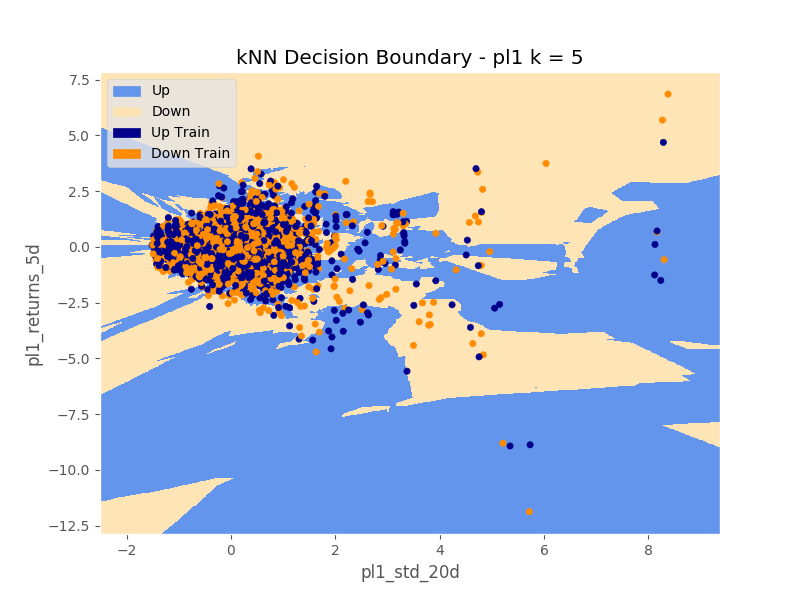 kNN Decision Boundary - pl1 k = 5
Up
Down
Up Train
Down Train
7.5
5.0
2.5
0.0
−2.5
−5.0
−7.5
−10.0
−12.5
pl1_returns_5d
−2
0
2
4
6
8
pl1_std_20d